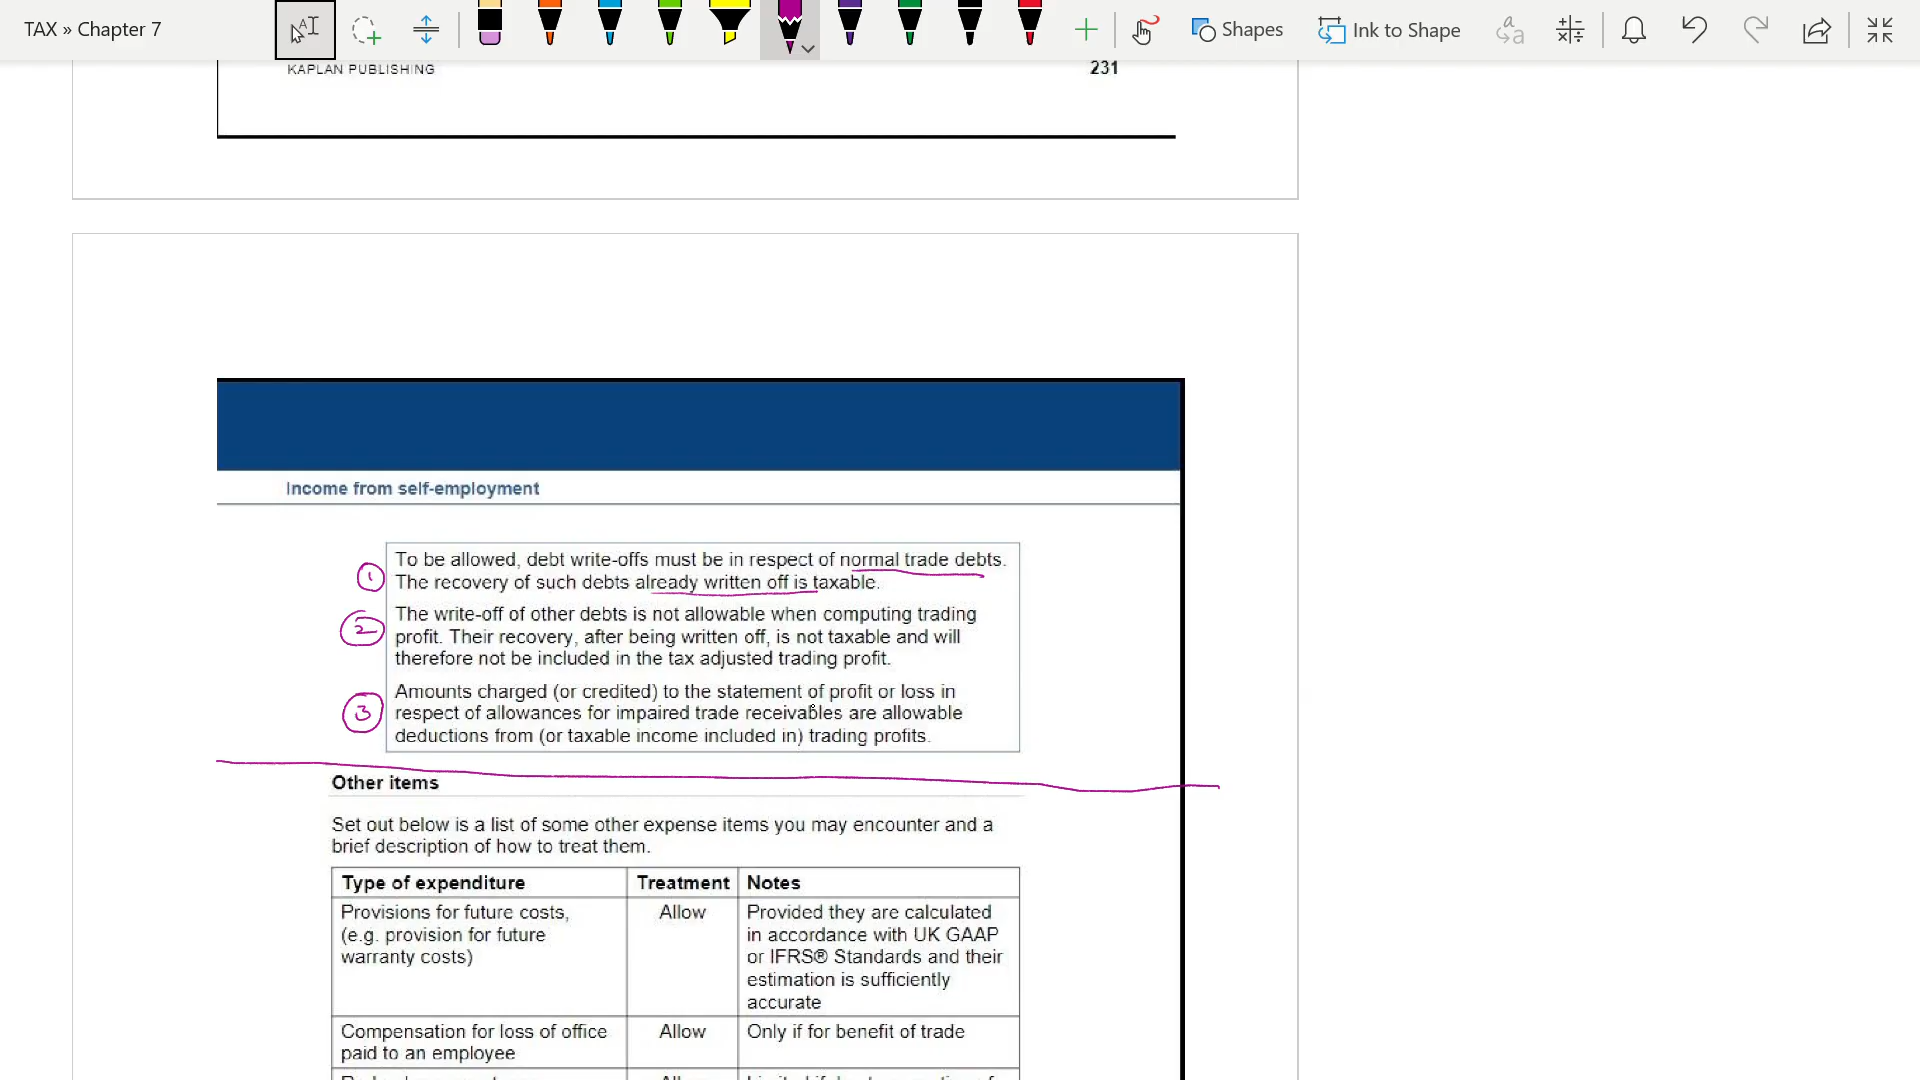 TAX » Chapter 7
Shapes
Ink to Shape
KAPLAN PUBLISHING
231
Income from self-employment
1
To be allowed, debt write-offs must be in respect of normal trade debts.
The recovery of such debts already written off is taxable.
2
The write-off of other debts is not allowable when computing trading
profit. Their recovery, after being written off, is not taxable and will
therefore not be included in the tax adjusted trading profit.
3
Amounts charged (or credited) to the statement of profit or loss in
respect of allowances for impaired trade receivables are allowable
deductions from (or taxable income included in) trading profits.
Other items
Set out below is a list of some other expense items you may encounter and a
brief description of how to treat them.
Type of expenditure
Treatment
Notes
Provisions for future costs,
(e.g. provision for future
warranty costs)
Allow
Provided they are calculated
in accordance with UK GAAP
or IFRS® Standards and their
estimation is sufficiently
accurate
Compensation for loss of office
paid to an employee
Allow
Only if for benefit of trade